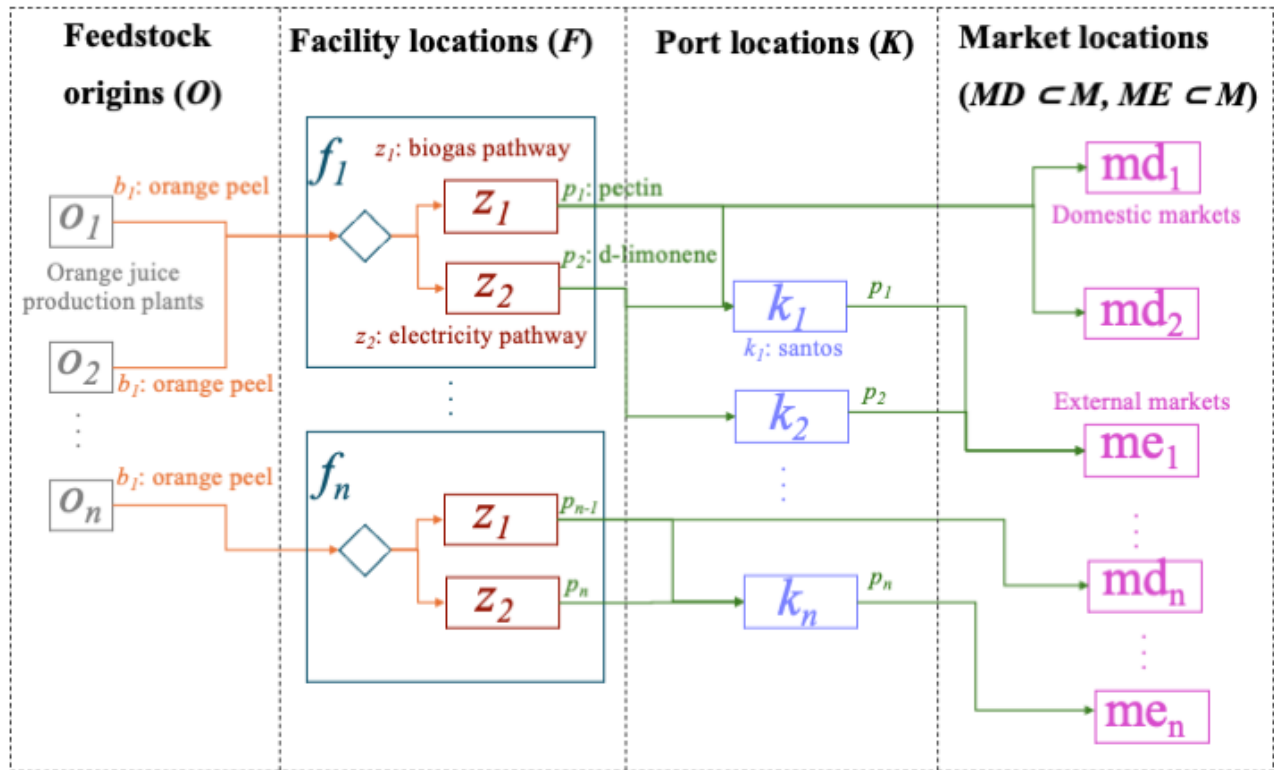 Feedstock
origins (O)
Facility locations (F)
Port locations (K)
Market locations
(MD ⊂ M, ME ⊂ M)
b₁: orange peel
o₁
Orange juice
production plants
o₂
b₁: orange peel
b₁: orange peel
oₙ
f₁
z₁: biogas pathway
z₁
p₁: pectin
z₂
p₂: d-limonene
z₂: electricity pathway
fₙ
z₁
pₙ₋₁
z₂
pₙ
k₁
p₁
k₁: santos
k₂
p₂
kₙ
pₙ
md₁
Domestic markets
md₂
External markets
me₁
mdₙ
meₙ